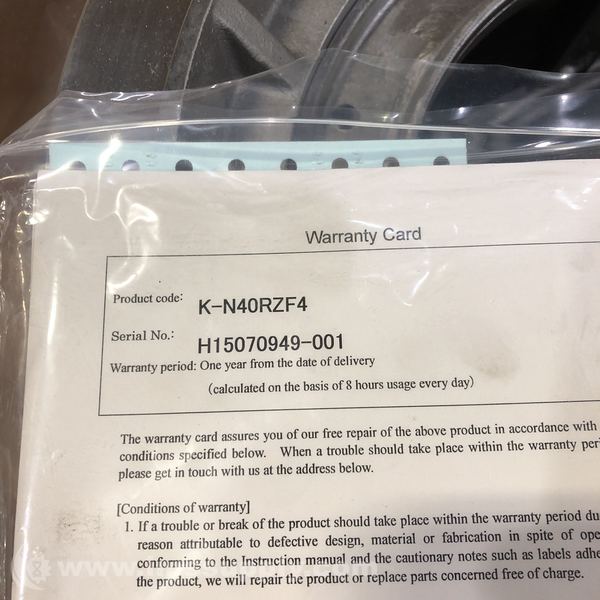 Warranty Card
Product code: K-N40RZF4
Serial No.: H15070949-001
Warranty period: One year from the date of delivery
(calculated on the basis of 8 hours usage every day)
The warranty card assures you of our free repair of the above product in accordance with
conditions specified below. When a trouble should take place within the warranty peri
please get in touch with us at the address below.
[Conditions of warranty]
1. If a trouble or break of the product should take place within the warranty period du
reason attributable to defective design, material or fabrication in spite of ope
conforming to the Instruction manual and the cautionary notes such as labels adhe
the product, we will repair the product or replace parts concerned free of charge.